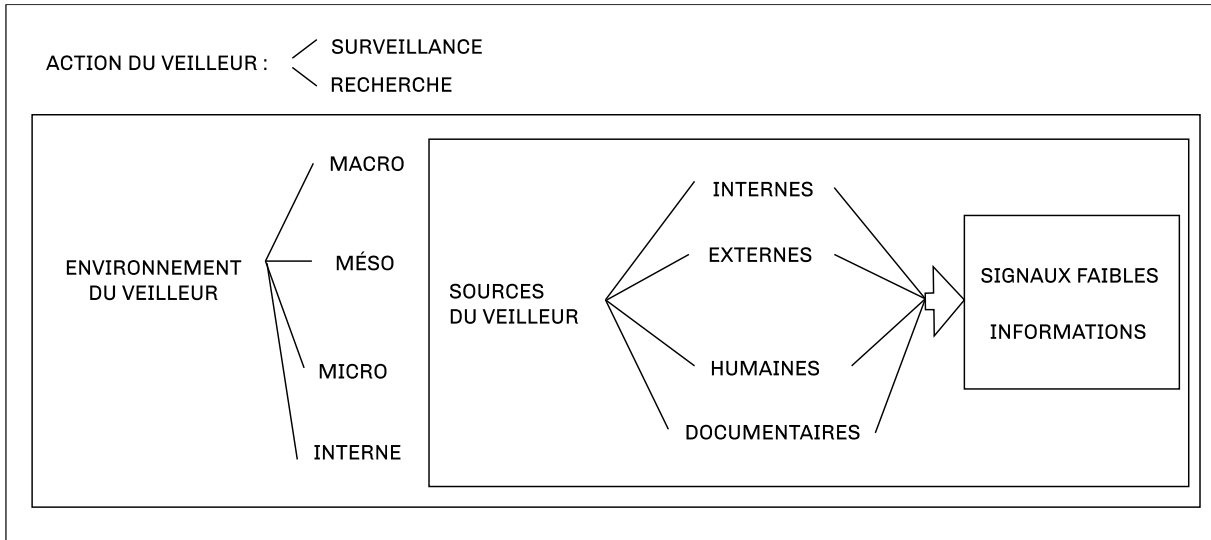 ACTION DU VEILLEUR :
SURVEILLANCE
RECHERCHE
ENVIRONNEMENT
DU VEILLEUR
MACRO
MÉSO
MICRO
INTERNE
SOURCES
DU VEILLEUR
INTERNES
EXTERNES
HUMAINES
DOCUMENTAIRES
SIGNAUX FAIBLES
INFORMATIONS